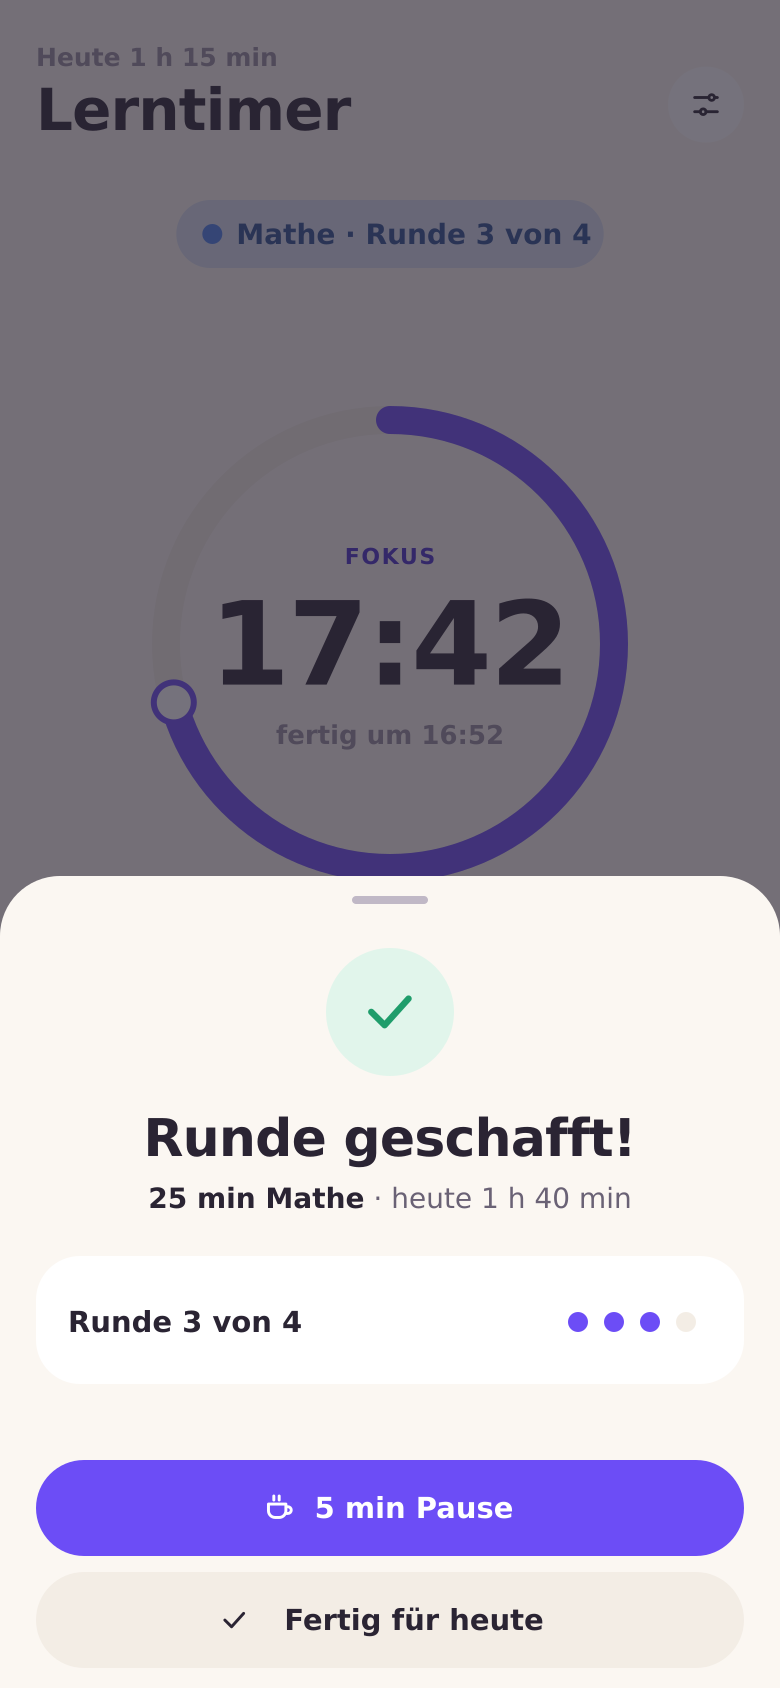 Heute 1 h 15 min
Lerntimer
Mathe · Runde 3 von 4
FOKUS
17:42
fertig um 16:52
Runde geschafft!
25 min Mathe · heute 1 h 40 min
Runde 3 von 4
5 min Pause
Fertig für heute